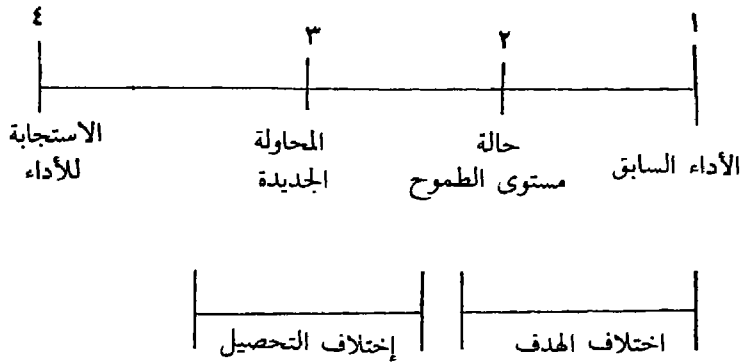 ١ ٢ ٣ ٤
الأداء السابق
حالة
مستوى الطموح
المحاولة
الجديدة
الاستجابة
للأداء
اختلاف الهدف
إختلاف التحصيل